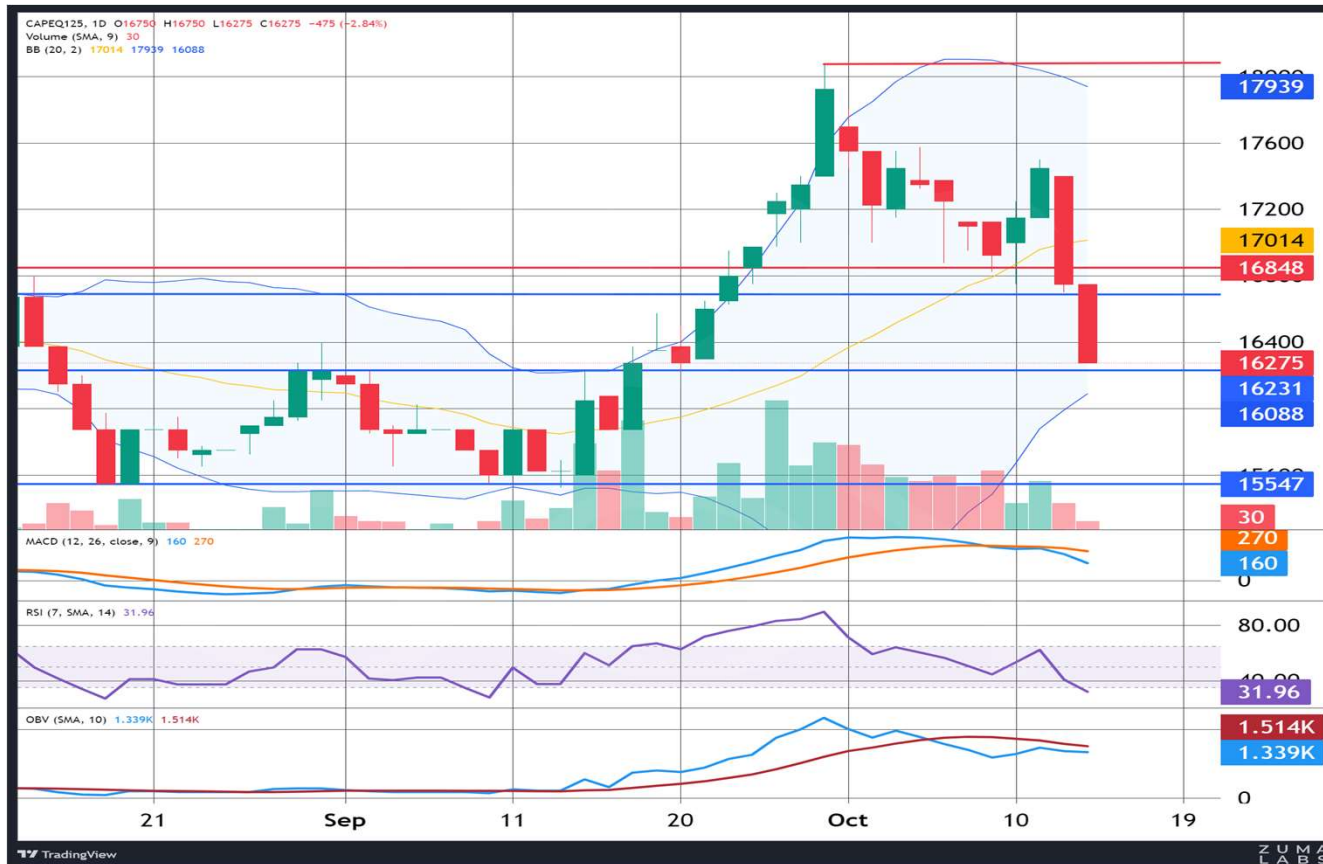 CAPEQ125, 1D O16750 H16750 L16275 C16275 −475 (−2.84%)
Volume (SMA, 9) 30
BB (20, 2) 17014 17939 16088
17939
17600
17200
17014
16848
16400
16275
16231
16088
15547
30
MACD (12, 26, close, 9) 160 270
270
160
0
RSI (7, SMA, 14) 31.96
80.00
31.96
OBV (SMA, 10) 1.339K 1.514K
1.514K
1.339K
0
21 Sep 11 20 Oct 10 19
TradingView
ZUMA
LABS